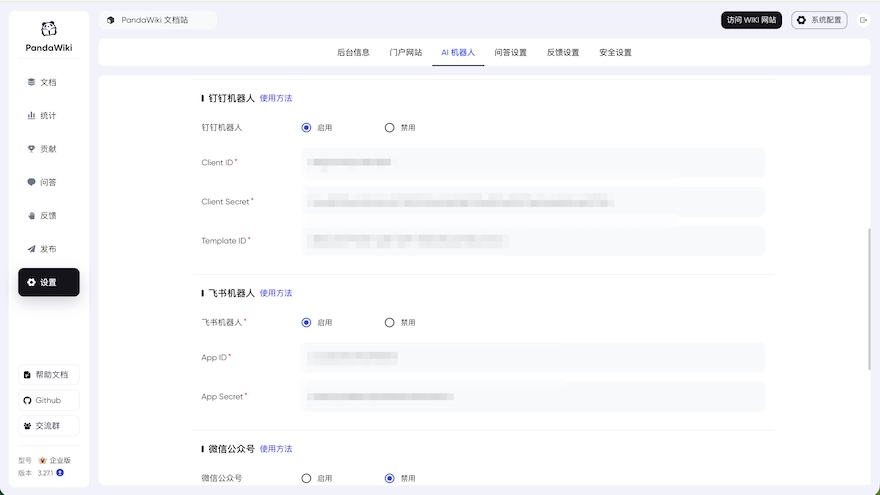 PandaWiki 文档站
访问 WIKI 网站
系统配置
PandaWiki
后台信息 门户网站 AI 机器人 问答设置 反馈设置 安全设置
文档
统计
贡献
问答
反馈
发布
设置
帮助文档
Github
交流群
型号 企业版
版本 3.27.1
钉钉机器人 使用方法
钉钉机器人 启用 禁用
Client ID*
Client Secret*
Template ID*
飞书机器人 使用方法
飞书机器人* 启用 禁用
App ID*
App Secret*
微信公众号 使用方法
微信公众号 启用 禁用